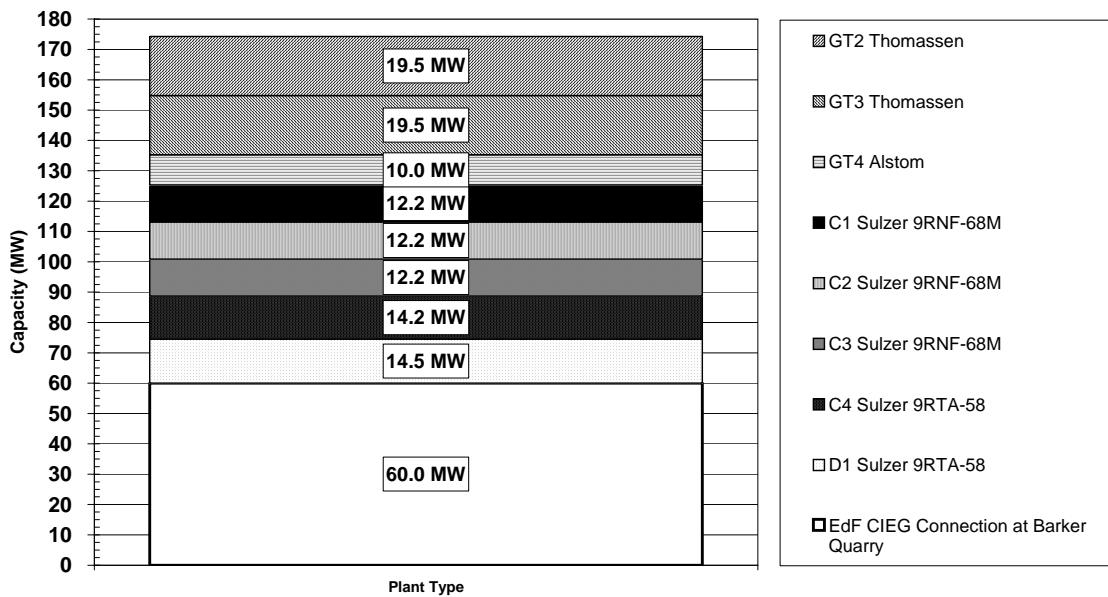 180
170
160
150
140
130
120
110
100
90
80
70
60
50
40
30
20
10
0
Capacity (MW)
19.5 MW
19.5 MW
10.0 MW
12.2 MW
12.2 MW
12.2 MW
14.2 MW
14.5 MW
60.0 MW
Plant Type
GT2 Thomassen
GT3 Thomassen
GT4 Alstom
C1 Sulzer 9RNF-68M
C2 Sulzer 9RNF-68M
C3 Sulzer 9RNF-68M
C4 Sulzer 9RTA-58
D1 Sulzer 9RTA-58
EdF CIEG Connection at Barker
Quarry